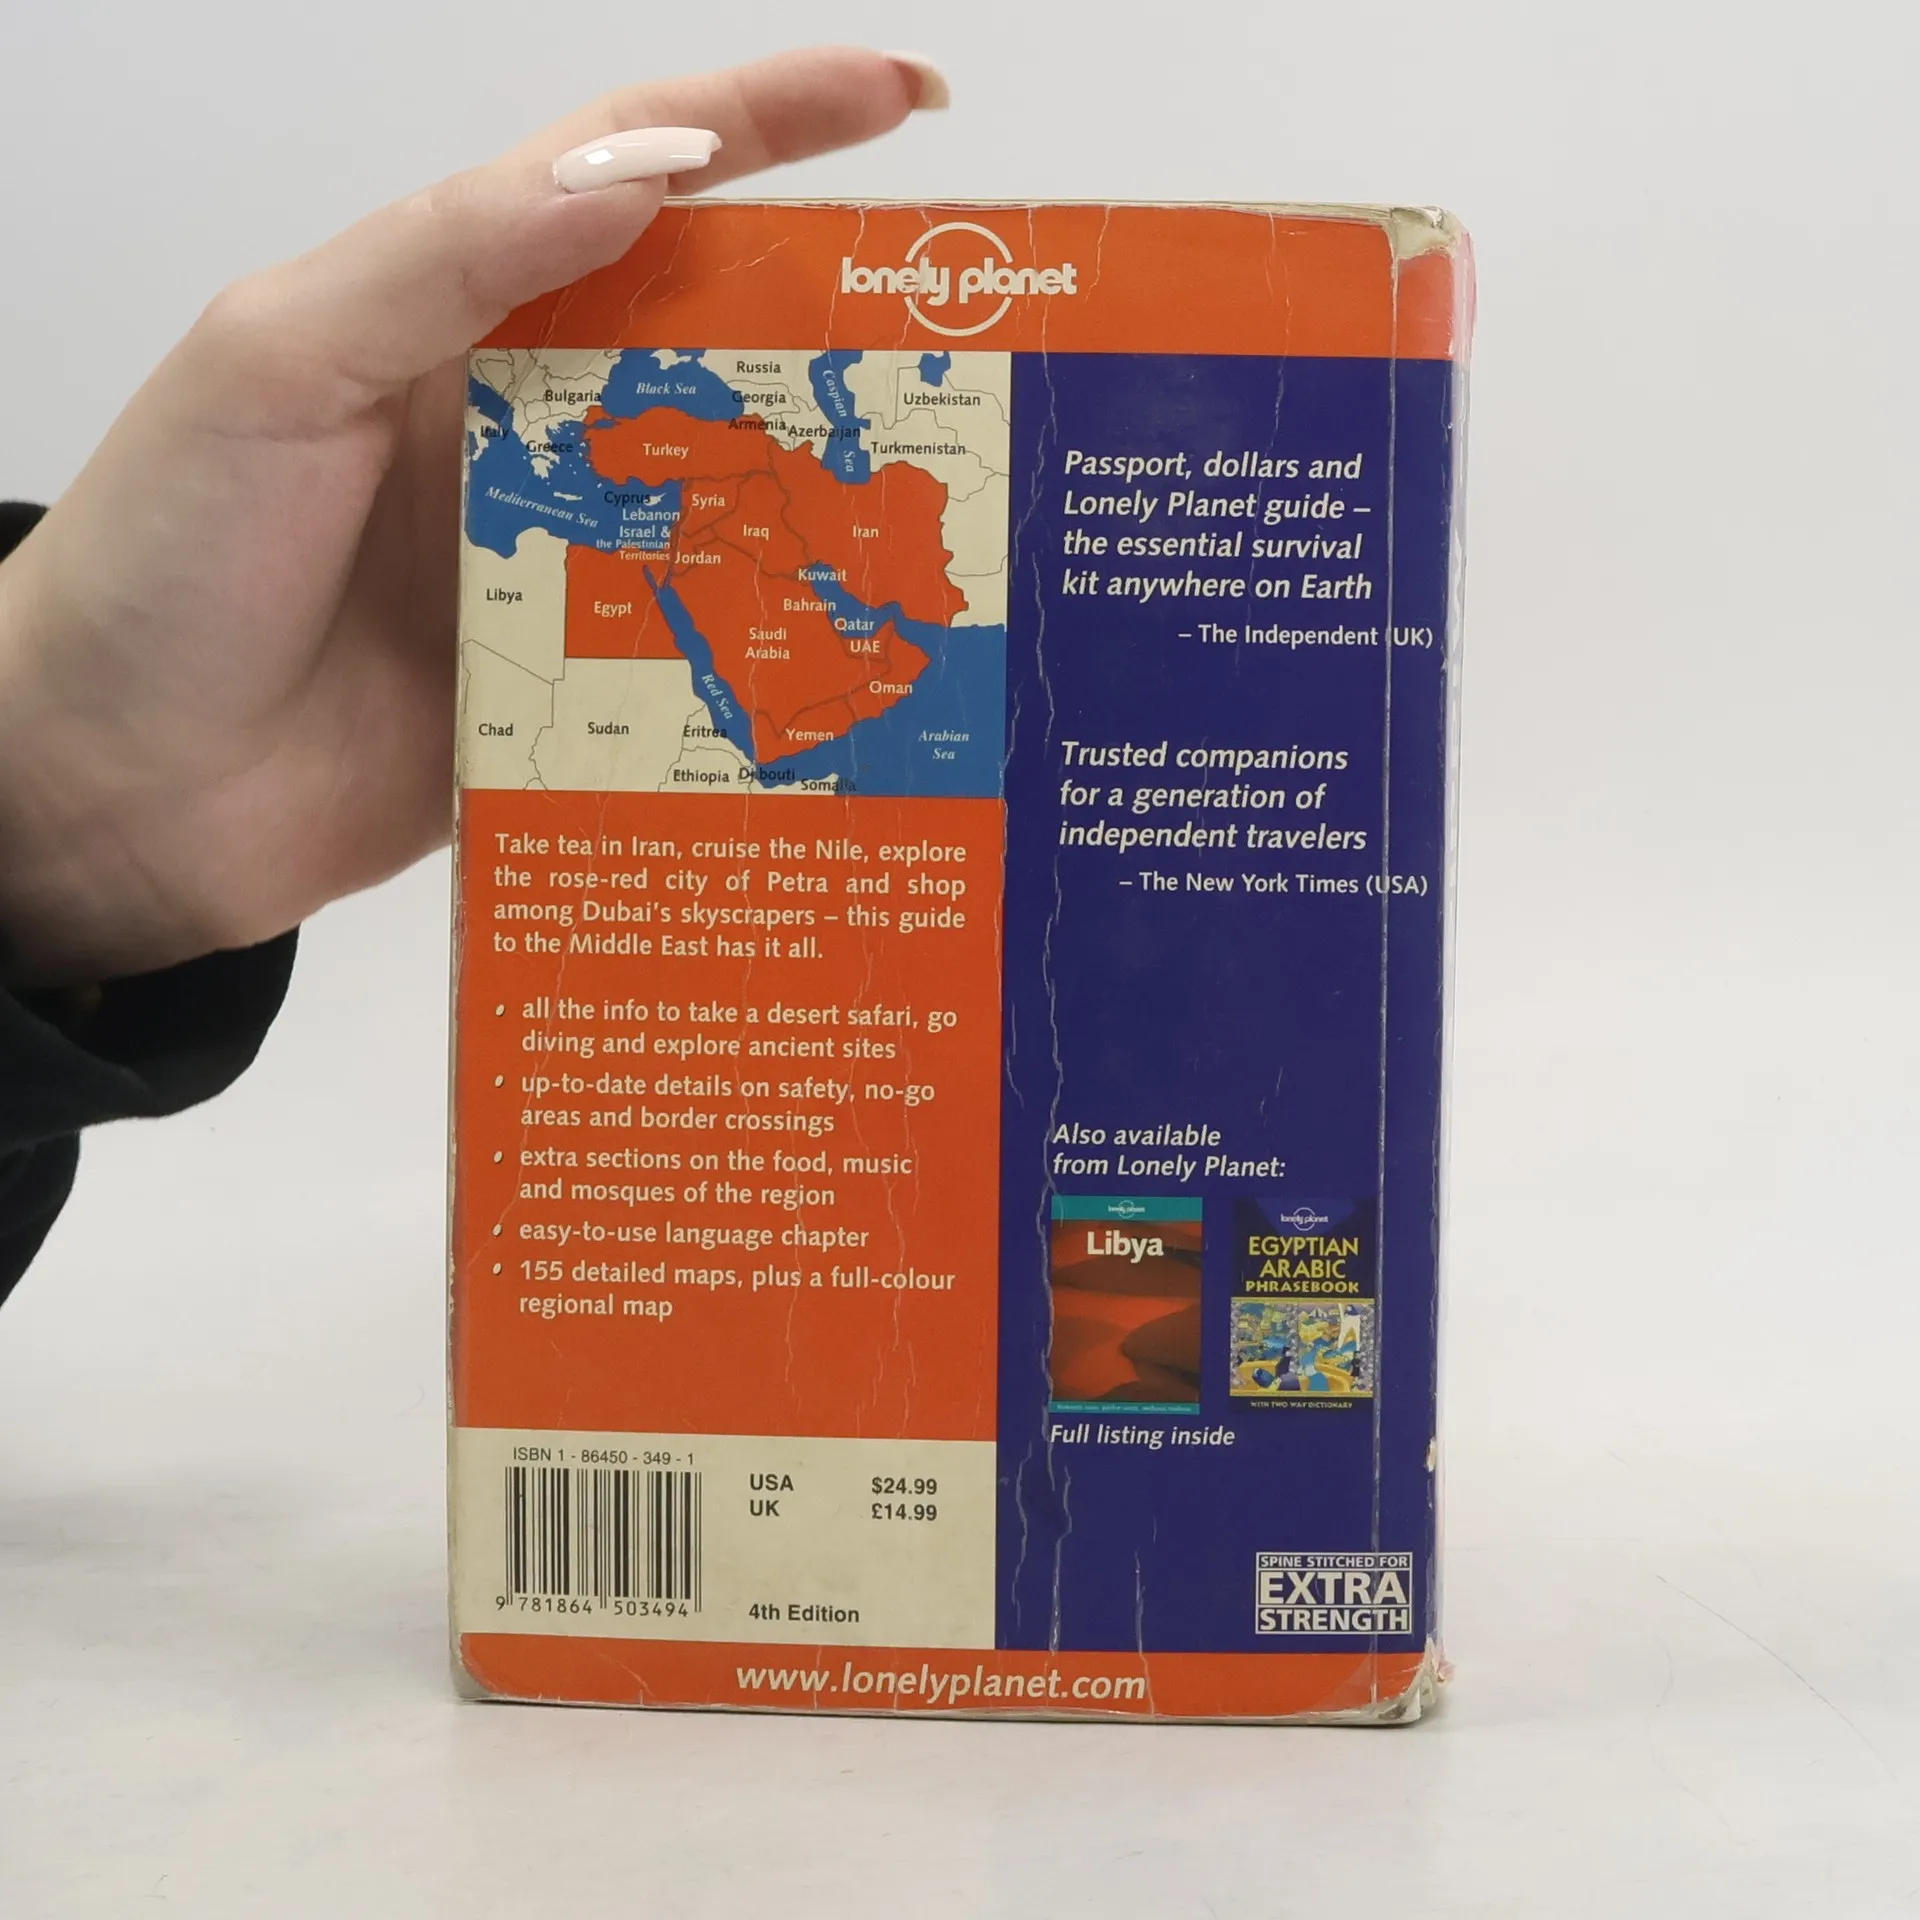 lonely planet
Russia
Black Sea
Caspian
Sea
Bulgaria
Georgia
Uzbekistan
Italy
Greece
Armenia
Azerbaijan
Turkey
Turkmenistan
Mediterranean Sea
Cyprus
Syria
Lebanon
Israel &
the Palestinian
Territories
Iraq
Iran
Jordan
Kuwait
Libya
Egypt
Bahrain
Qatar
Saudi
Arabia
UAE
Red Sea
Oman
Chad
Sudan
Eritrea
Yemen
Arabian
Sea
Ethiopia
Djibouti
Somalia
Take tea in Iran, cruise the Nile, explore
the rose-red city of Petra and shop
among Dubai's skyscrapers – this guide
to the Middle East has it all.
• all the info to take a desert safari, go
diving and explore ancient sites
• up-to-date details on safety, no-go
areas and border crossings
• extra sections on the food, music
and mosques of the region
• easy-to-use language chapter
• 155 detailed maps, plus a full-colour
regional map
ISBN 1 - 86450 - 349 - 1
9 781864 503494
USA $24.99
UK £14.99
4th Edition
Passport, dollars and
Lonely Planet guide –
the essential survival
kit anywhere on Earth
– The Independent (UK)
Trusted companions
for a generation of
independent travelers
– The New York Times (USA)
Also available
from Lonely Planet:
lonely planet
Libya
lonely planet
EGYPTIAN
ARABIC
PHRASEBOOK
WITH TWO WAY DICTIONARY
Full listing inside
SPINE STITCHED FOR
EXTRA
STRENGTH
www.lonelyplanet.com